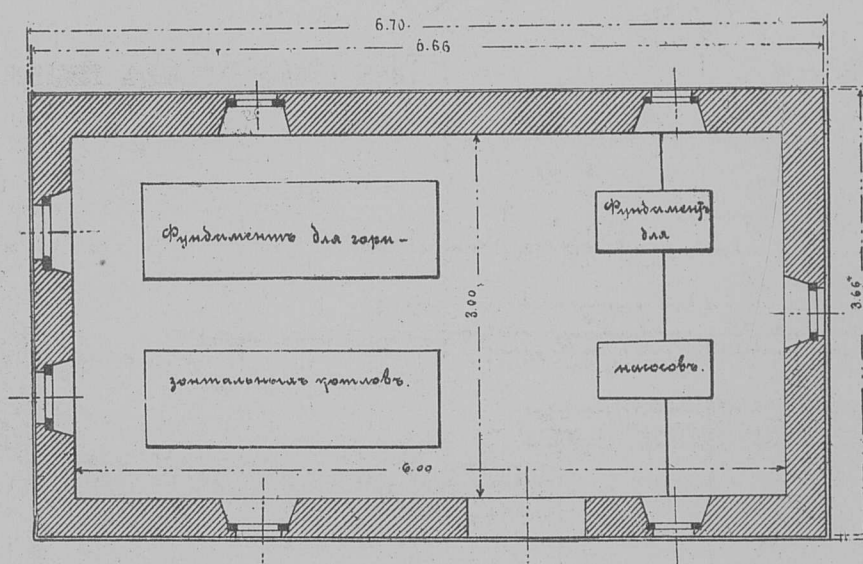 6.70.
6.66
Фундаментъ для гори-
Фундаментъ
для
3.00,
3.66
зонтальныхъ котловъ.
насосовъ.
6.00